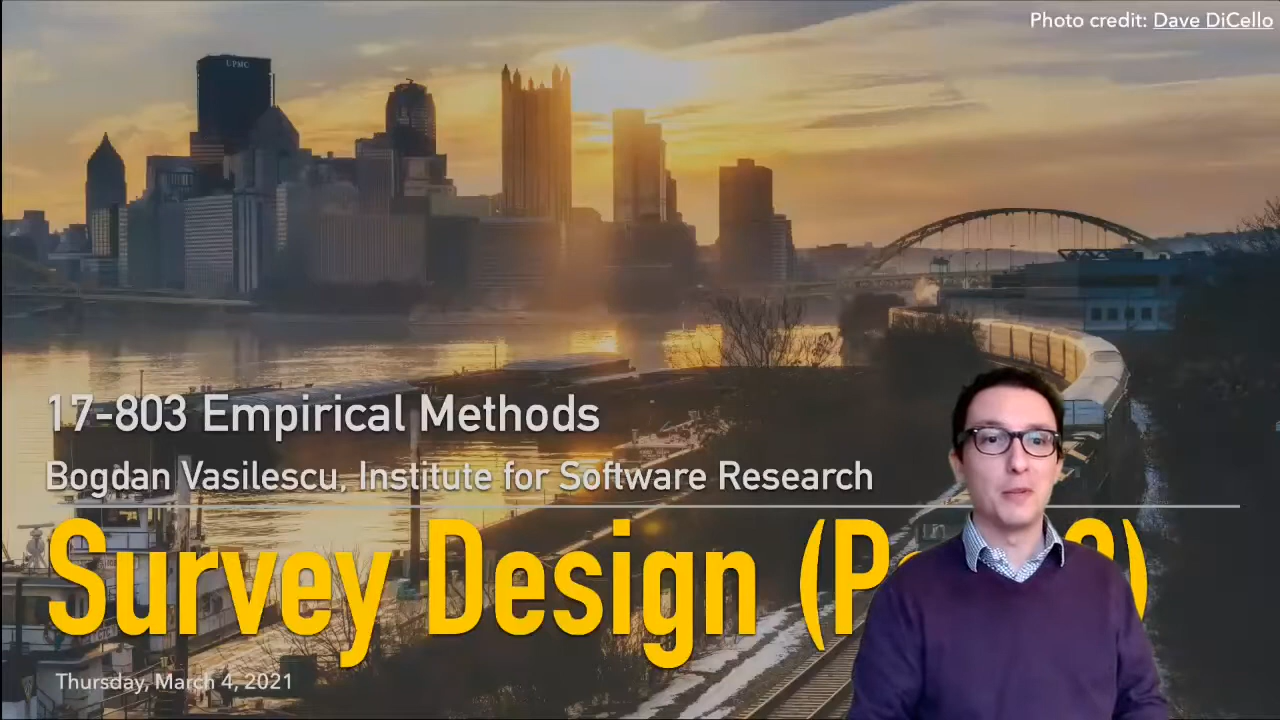 Photo credit: Dave DiCello
UPMC
17-803 Empirical Methods
Bogdan Vasilescu, Institute for Software Research
Survey Design (P 2)
Thursday, March 4, 2021